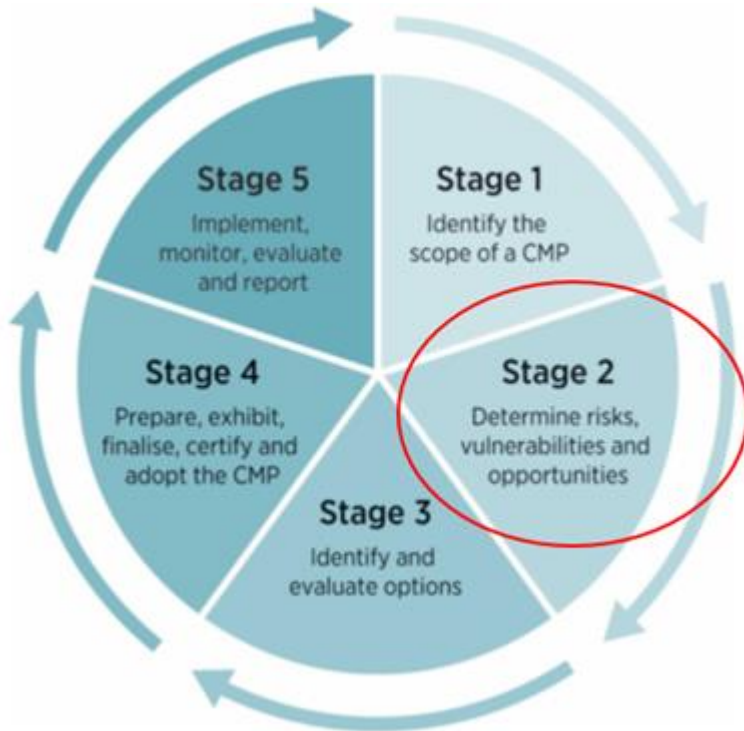 Stage 1
Identify the
scope of a CMP
Stage 2
Determine risks,
vulnerabilities and
opportunities
Stage 3
Identify and
evaluate options
Stage 4
Prepare, exhibit,
finalise, certify and
adopt the CMP
Stage 5
Implement,
monitor, evaluate
and report